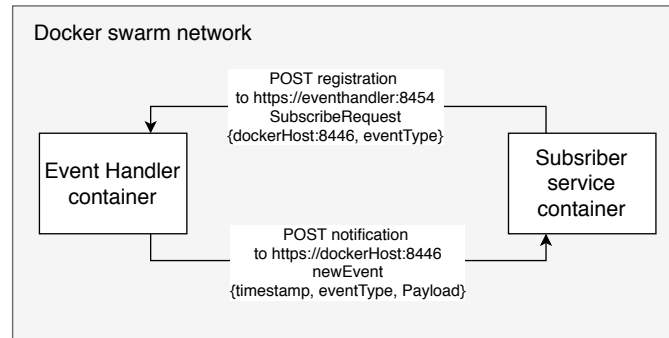 Docker swarm network
POST registration
to https://eventhandler:8454
SubscribeRequest
{dockerHost:8446, eventType}
Event Handler
container
Subsriber
service
container
POST notification
to https://dockerHost:8446
newEvent
{timestamp, eventType, Payload}